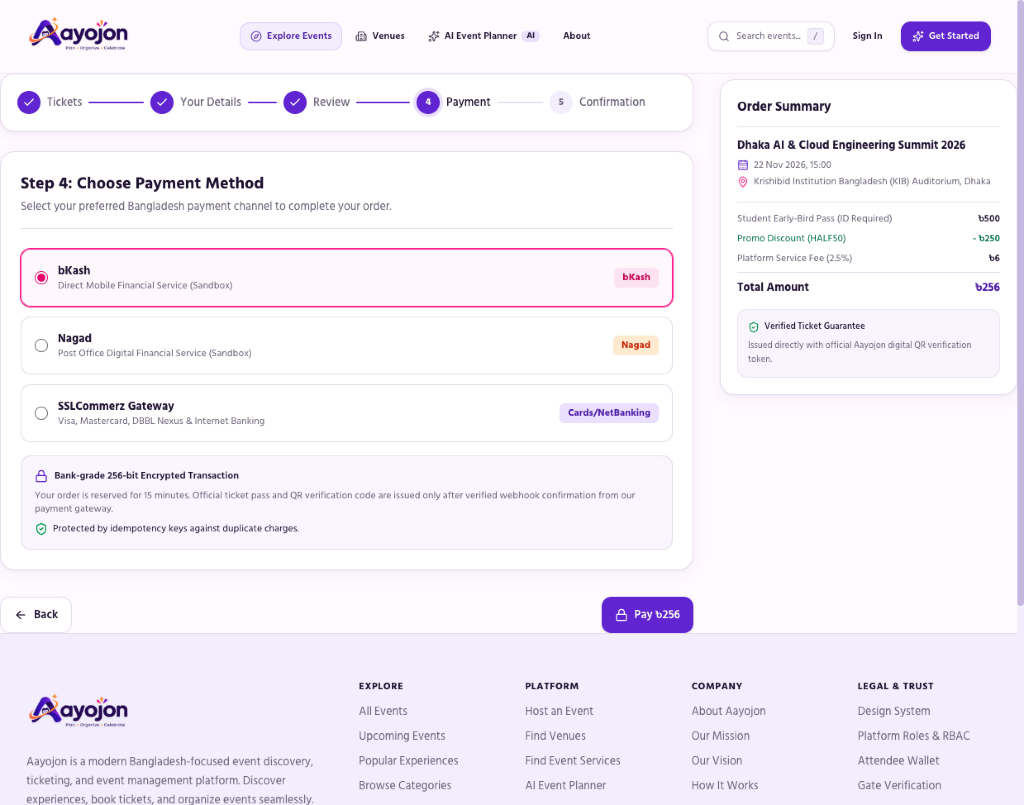 Aayojon
Plan • Organize • Celebrate
Explore Events
Venues
AI Event Planner AI
About
Search events... /
Sign In
Get Started
Tickets
Your Details
Review
4 Payment
5 Confirmation
Step 4: Choose Payment Method
Select your preferred Bangladesh payment channel to complete your order.
bKash
Direct Mobile Financial Service (Sandbox)
bKash
Nagad
Post Office Digital Financial Service (Sandbox)
Nagad
SSLCommerz Gateway
Visa, Mastercard, DBBL Nexus & Internet Banking
Cards/NetBanking
Bank-grade 256-bit Encrypted Transaction
Your order is reserved for 15 minutes. Official ticket pass and QR verification code are issued only after verified webhook confirmation from our
payment gateway.
Protected by idempotency keys against duplicate charges.
Back
Pay ৳256
Order Summary
Dhaka AI & Cloud Engineering Summit 2026
22 Nov 2026, 15:00
Krishibid Institution Bangladesh (KIB) Auditorium, Dhaka
Student Early-Bird Pass (ID Required) ৳500
Promo Discount (HALF50) - ৳250
Platform Service Fee (2.5%) ৳6
Total Amount ৳256
Verified Ticket Guarantee
Issued directly with official Aayojon digital QR verification
token.
Aayojon
Plan • Organize • Celebrate
Aayojon is a modern Bangladesh-focused event discovery,
ticketing, and event management platform. Discover
experiences, book tickets, and organize events seamlessly.
EXPLORE
All Events
Upcoming Events
Popular Experiences
Browse Categories
PLATFORM
Host an Event
Find Venues
Find Event Services
AI Event Planner
COMPANY
About Aayojon
Our Mission
Our Vision
How It Works
LEGAL & TRUST
Design System
Platform Roles & RBAC
Attendee Wallet
Gate Verification